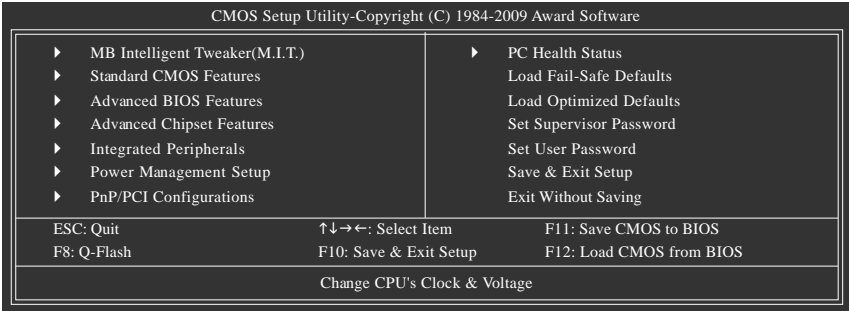 CMOS Setup Utility-Copyright (C) 1984-2009 Award Software
MB Intelligent Tweaker(M.I.T.)
Standard CMOS Features
Advanced BIOS Features
Advanced Chipset Features
Integrated Peripherals
Power Management Setup
PnP/PCI Configurations
PC Health Status
Load Fail-Safe Defaults
Load Optimized Defaults
Set Supervisor Password
Set User Password
Save & Exit Setup
Exit Without Saving
ESC: Quit ↑↓→←: Select Item F11: Save CMOS to BIOS
F8: Q-Flash F10: Save & Exit Setup F12: Load CMOS from BIOS
Change CPU's Clock & Voltage